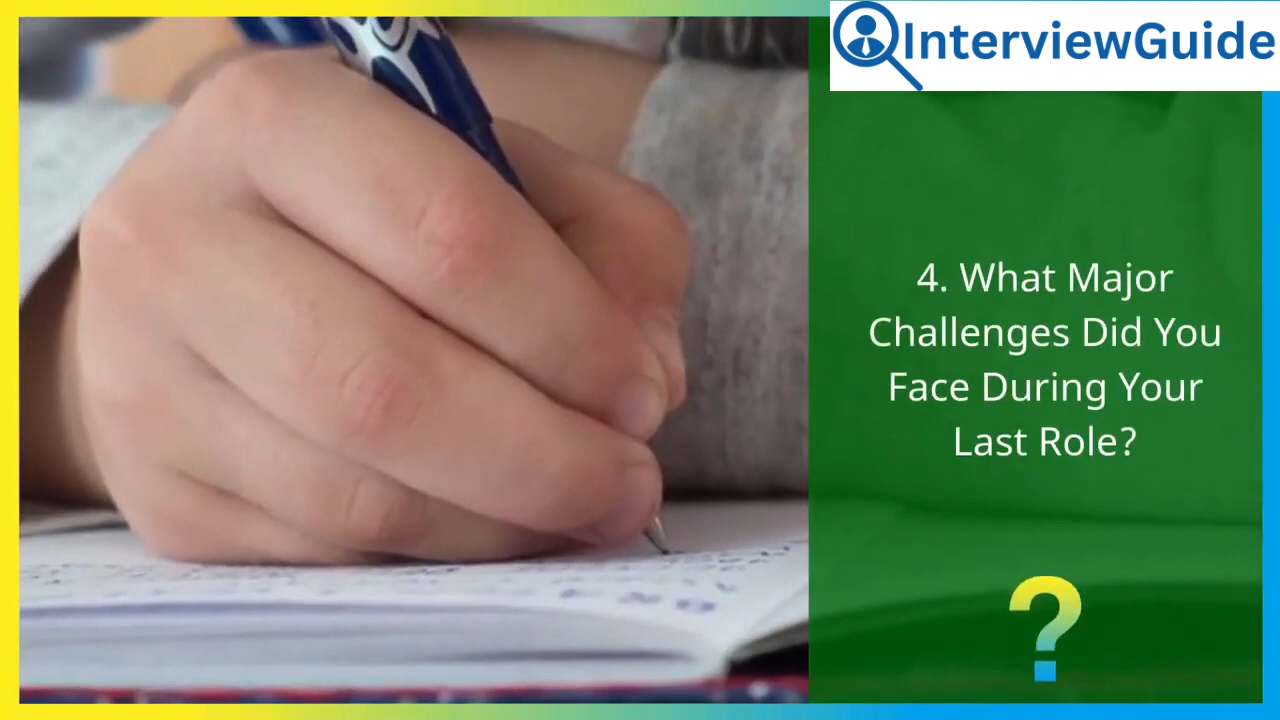 InterviewGuide
4. What Major
Challenges Did You
Face During Your
Last Role?
?